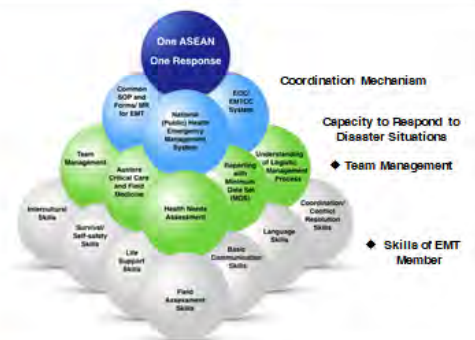 One ASEAN
One Response
Common
SOP and
Forms/ MR
for EMT
EOC/
EMTCC
System
National
(Public) Health
Emergency
Management
System
Team
Management
Austere
Critical Care
and Field
Medicine
Reporting
with
Minimum
Data Set
(MDS)
Understanding
of Logistic
Management
Process
Health Needs
Assessment
Intercultural
Skills
Survival/
Self-safety
Skills
Life
Support
Skills
Field
Assessment
Skills
Basic
Communication
Skills
Language
Skills
Coordination/
Conflict
Resolution
Skills
Coordination Mechanism
Capacity to Respond to
Disaster Situations
◆ Team Management
◆ Skills of EMT
Member